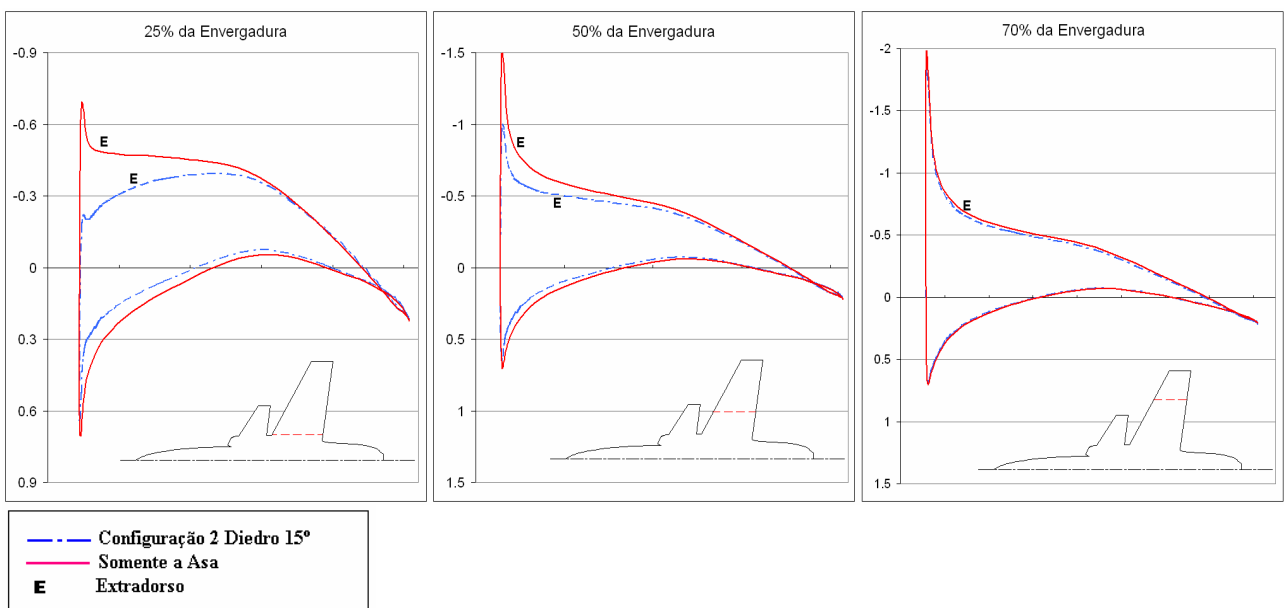 25% da Envergadura
-0.9
-0.6
-0.3
0
0.3
0.6
0.9
E
E
50% da Envergadura
-1.5
-1
-0.5
0
0.5
1
1.5
E
E
70% da Envergadura
-2
-1.5
-1
-0.5
0
0.5
1
1.5
E
Configuração 2 Diedro 15º
Somente a Asa
E Extradorso